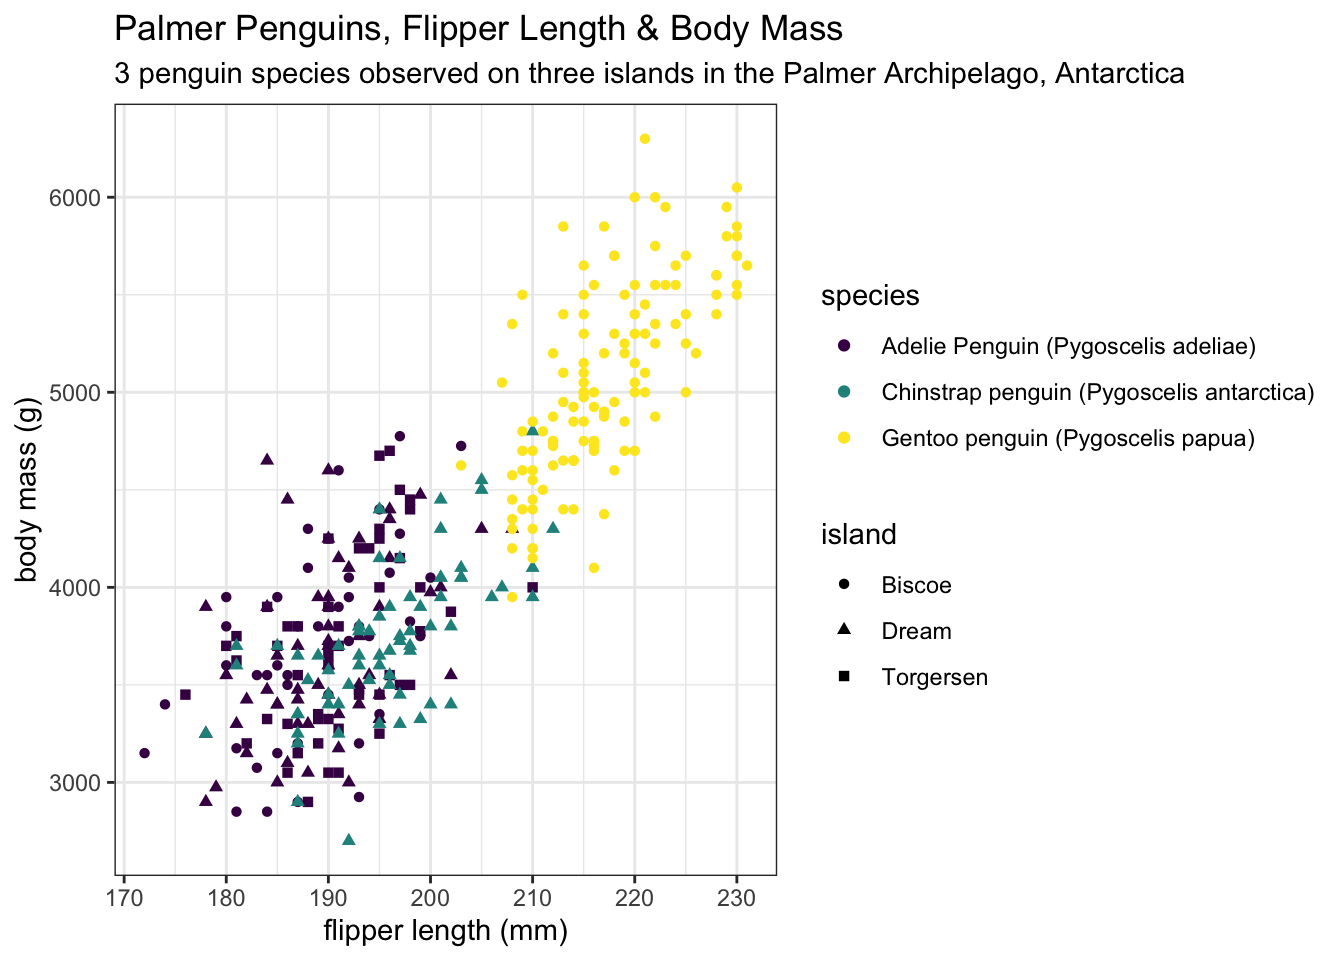 Palmer Penguins, Flipper Length & Body Mass
3 penguin species observed on three islands in the Palmer Archipelago, Antarctica
6000
5000
4000
3000
body mass (g)
170 180 190 200 210 220 230
flipper length (mm)
species
Adelie Penguin (Pygoscelis adeliae)
Chinstrap penguin (Pygoscelis antarctica)
Gentoo penguin (Pygoscelis papua)
island
Biscoe
Dream
Torgersen